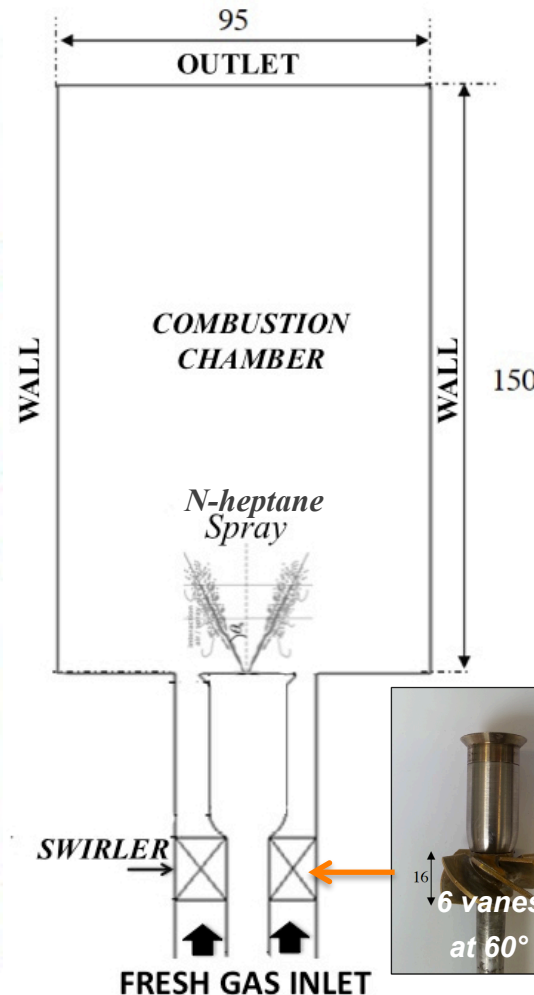 95
OUTLET
WALL
COMBUSTION
CHAMBER
WALL
150
N-heptane
Spray
SWIRLER
16
6 vanes
at 60°
FRESH GAS INLET